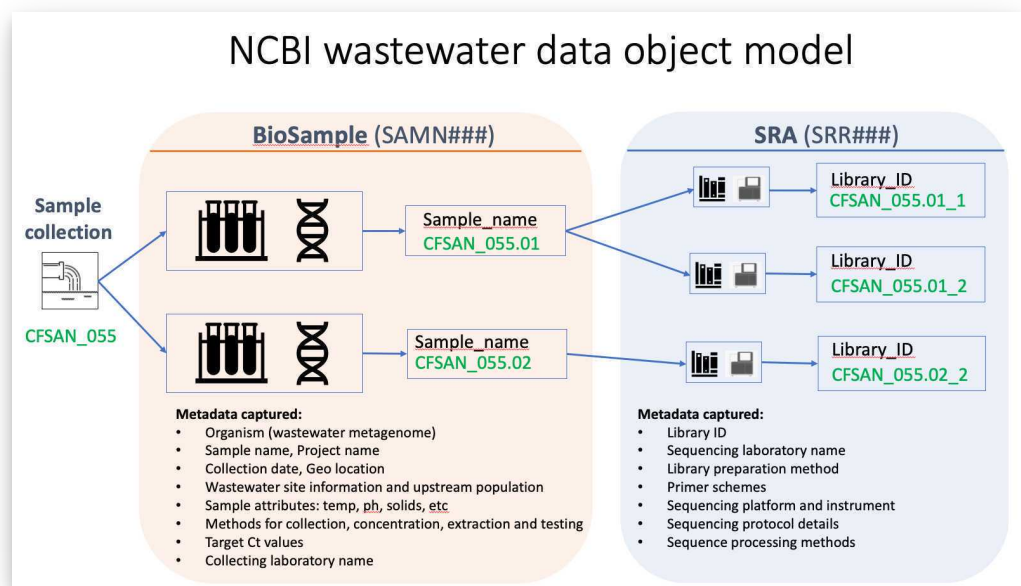 NCBI wastewater data object model
BioSample (SAMN###)
SRA (SRR###)
Sample
collection
CFSAN_055
Sample_name
CFSAN_055.01
Sample_name
CFSAN_055.02
Library_ID
CFSAN_055.01_1
Library_ID
CFSAN_055.01_2
Library_ID
CFSAN_055.02_2
Metadata captured:
• Organism (wastewater metagenome)
• Sample name, Project name
• Collection date, Geo location
• Wastewater site information and upstream population
• Sample attributes: temp, ph, solids, etc
• Methods for collection, concentration, extraction and testing
• Target Ct values
• Collecting laboratory name
Metadata captured:
• Library ID
• Sequencing laboratory name
• Library preparation method
• Primer schemes
• Sequencing platform and instrument
• Sequencing protocol details
• Sequence processing methods